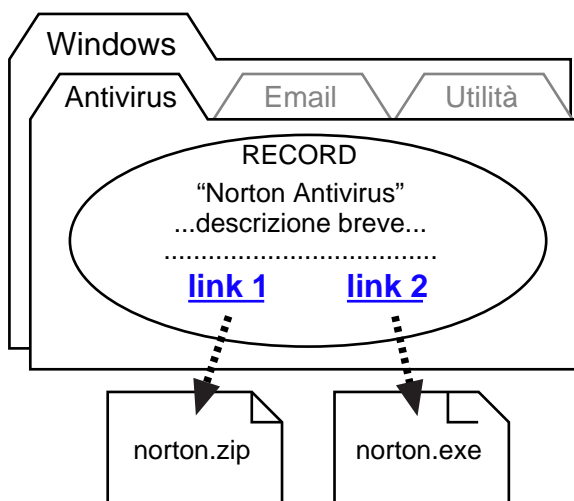 Windows
Antivirus Email Utilità
RECORD
“Norton Antivirus”
...descrizione breve...
.....................................
link 1 link 2
norton.zip norton.exe